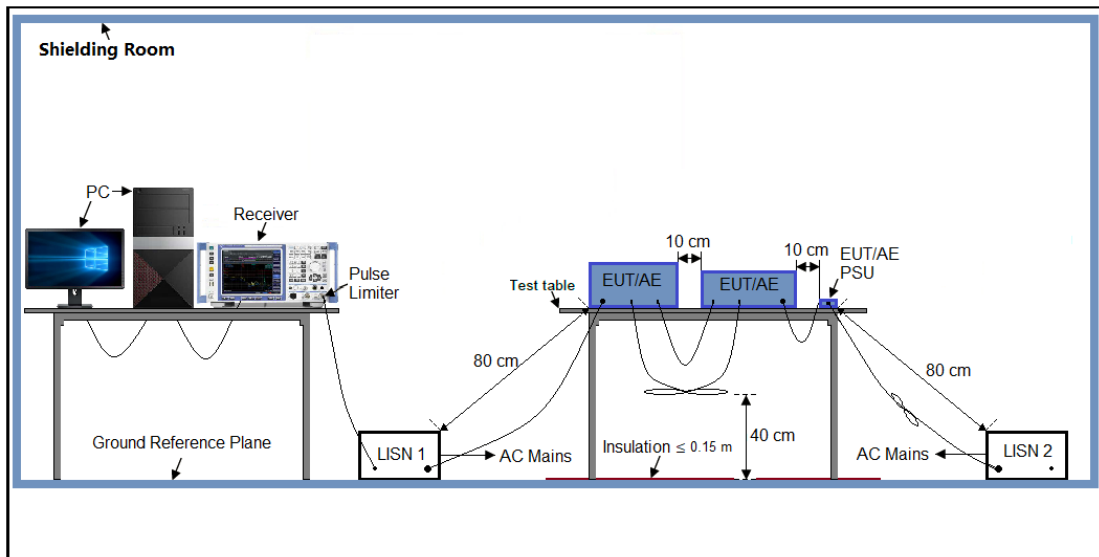 Shielding Room
PC
Receiver
Pulse
Limiter
10 cm
10 cm
EUT/AE
PSU
EUT/AE
EUT/AE
Test table
80 cm
80 cm
40 cm
Ground Reference Plane
LISN 1
AC Mains
Insulation ≤ 0.15 m
AC Mains
LISN 2